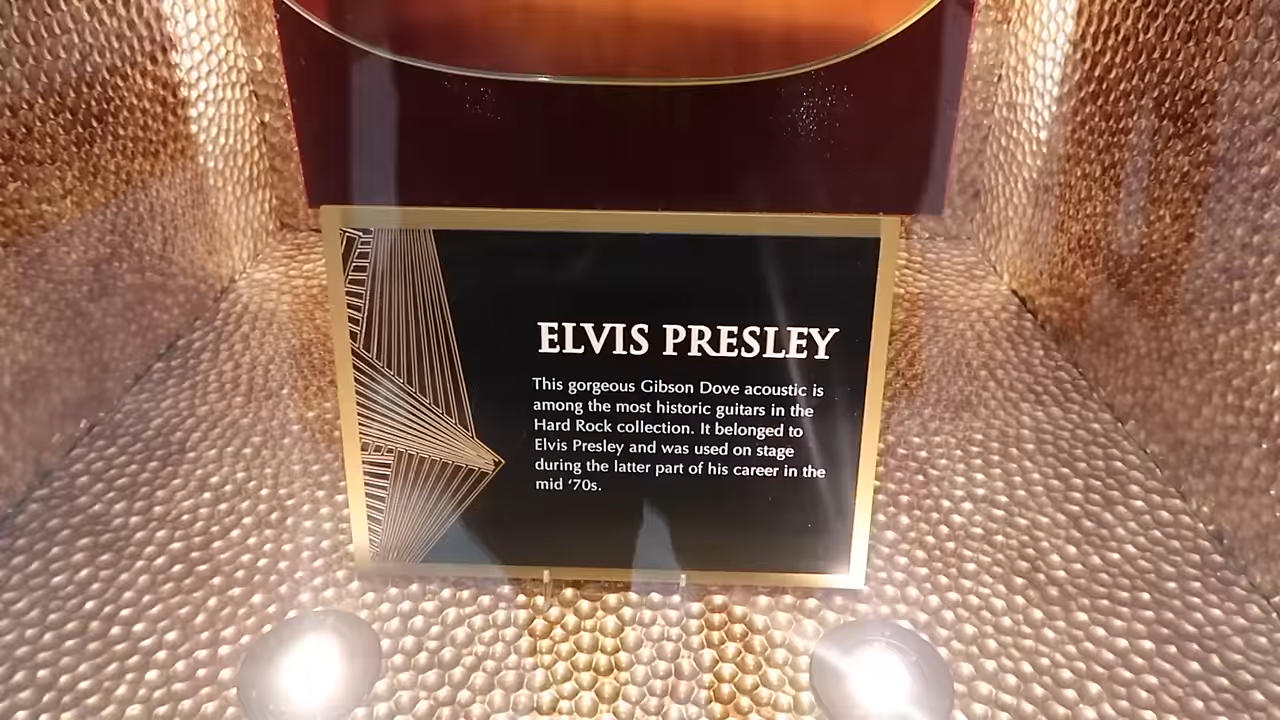 ELVIS PRESLEY
This gorgeous Gibson Dove acoustic is
among the most historic guitars in the
Hard Rock collection. It belonged to
Elvis Presley and was used on stage
during the latter part of his career in the
mid ‘70s.